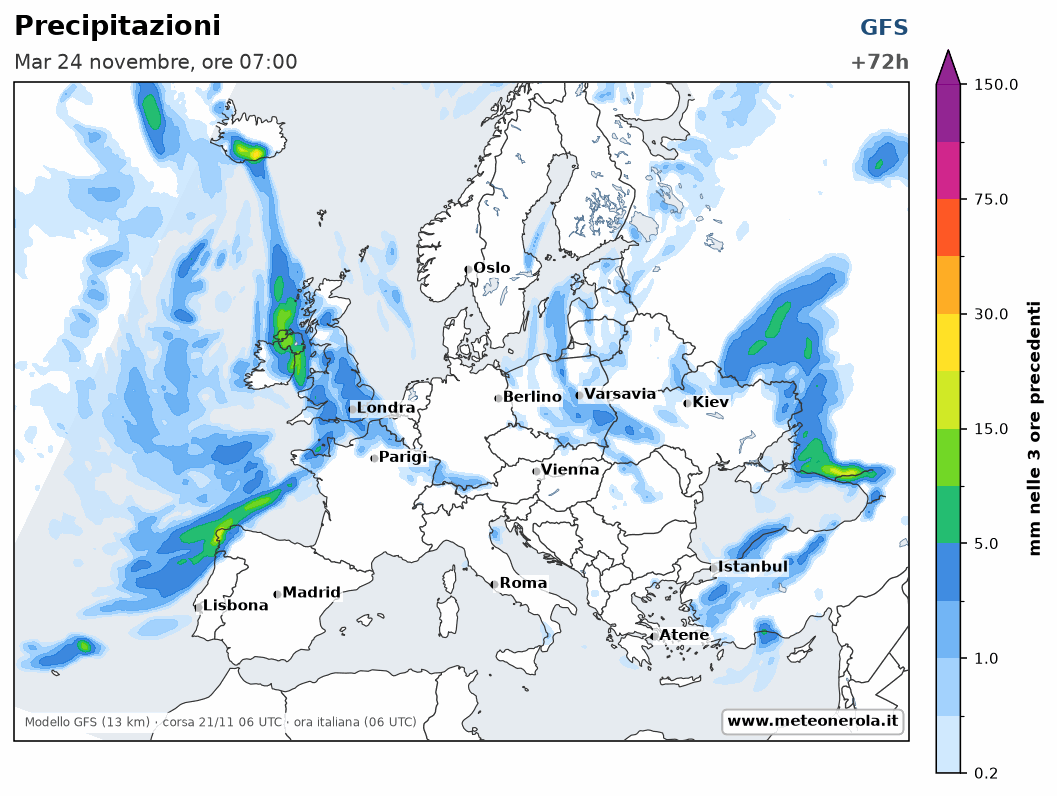 Precipitazioni
GFS
Mar 24 novembre, ore 07:00
+72h
150.0
75.0
30.0
15.0
5.0
1.0
0.2
mm nelle 3 ore precedenti
Oslo
Berlino
Varsavia
Kiev
Londra
Parigi
Vienna
Istanbul
Roma
Madrid
Lisbona
Atene
Modello GFS (13 km) · corsa 21/11 06 UTC · ora italiana (06 UTC)
www.meteonerola.it